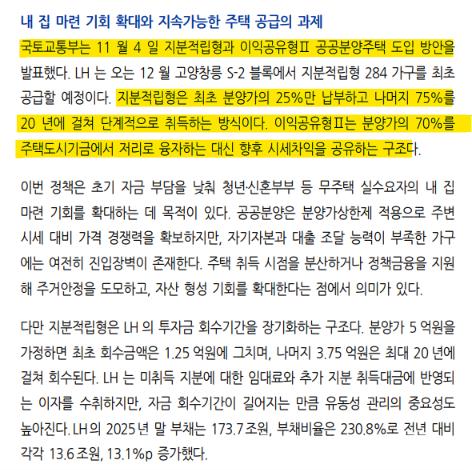 내 집 마련 기회 확대와 지속가능한 주택 공급의 과제
국토교통부는 11 월 4 일 지분적립형과 이익공유형Ⅱ 공공분양주택 도입 방안을
발표했다. LH 는 오는 12 월 고양창릉 S-2 블록에서 지분적립형 284 가구를 최초
공급할 예정이다. 지분적립형은 최초 분양가의 25%만 납부하고 나머지 75%를
20 년에 걸쳐 단계적으로 취득하는 방식이다. 이익공유형Ⅱ는 분양가의 70%를
주택도시기금에서 저리로 융자하는 대신 향후 시세차익을 공유하는 구조다.
이번 정책은 초기 자금 부담을 낮춰 청년·신혼부부 등 무주택 실수요자의 내 집
마련 기회를 확대하는 데 목적이 있다. 공공분양은 분양가상한제 적용으로 주변
시세 대비 가격 경쟁력을 확보하지만, 자기자본과 대출 조달 능력이 부족한 가구
에는 여전히 진입장벽이 존재한다. 주택 취득 시점을 분산하거나 정책금융을 지원
해 주거안정을 도모하고, 자산 형성 기회를 확대한다는 점에서 의미가 있다.
다만 지분적립형은 LH 의 투자금 회수기간을 장기화하는 구조다. 분양가 5 억원을
가정하면 최초 회수금액은 1.25 억원에 그치며, 나머지 3.75 억원은 최대 20 년에
걸쳐 회수된다. LH 는 미취득 지분에 대한 임대료와 추가 지분 취득대금에 반영되
는 이자를 수취하지만, 자금 회수기간이 길어지는 만큼 유동성 관리의 중요성도
높아진다. LH의 2025년 말 부채는 173.7조원, 부채비율은 230.8%로 전년 대비
각각 13.6 조원, 13.1%p 증가했다.